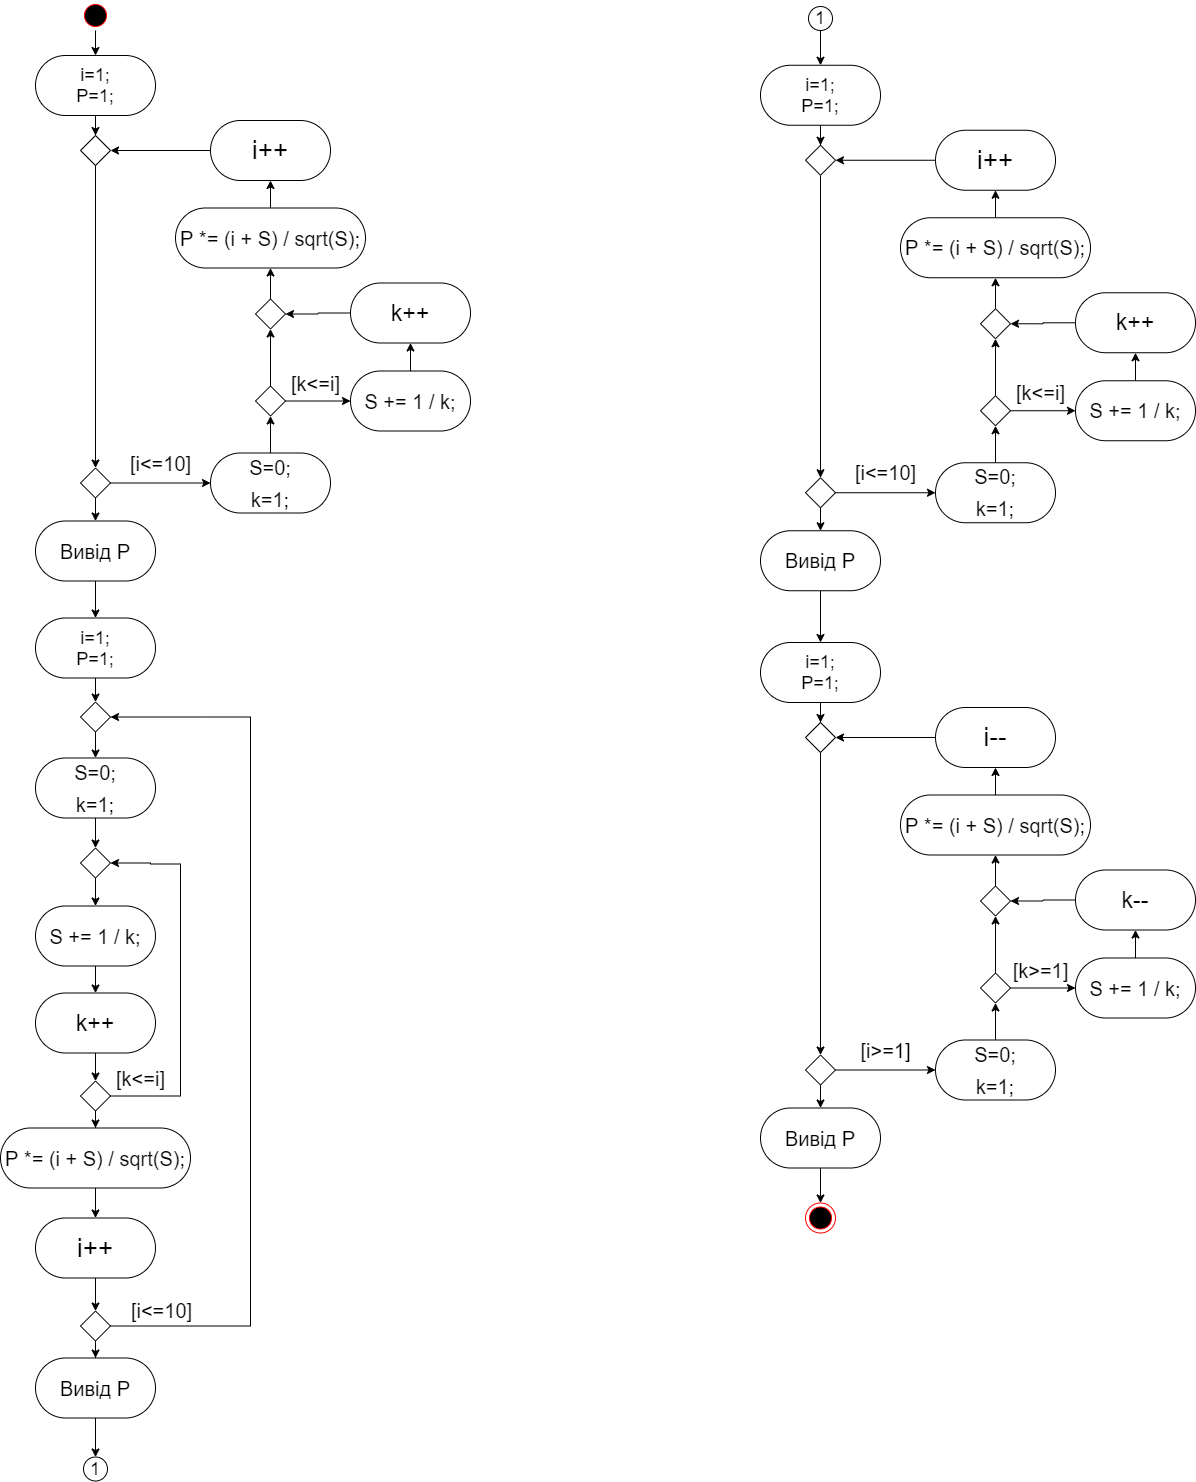 i=1;
P=1;
i++
P *= (i + S) / sqrt(S);
k++
[k<=i]
S += 1 / k;
[i<=10]
S=0;
k=1;
Вивід P
i=1;
P=1;
S=0;
k=1;
S += 1 / k;
k++
[k<=i]
P *= (i + S) / sqrt(S);
i++
[i<=10]
Вивід P
1
1
i=1;
P=1;
i++
P *= (i + S) / sqrt(S);
k++
[k<=i]
S += 1 / k;
[i<=10]
S=0;
k=1;
Вивід P
i=1;
P=1;
i--
P *= (i + S) / sqrt(S);
k--
[k>=1]
S += 1 / k;
[i>=1]
S=0;
k=1;
Вивід P